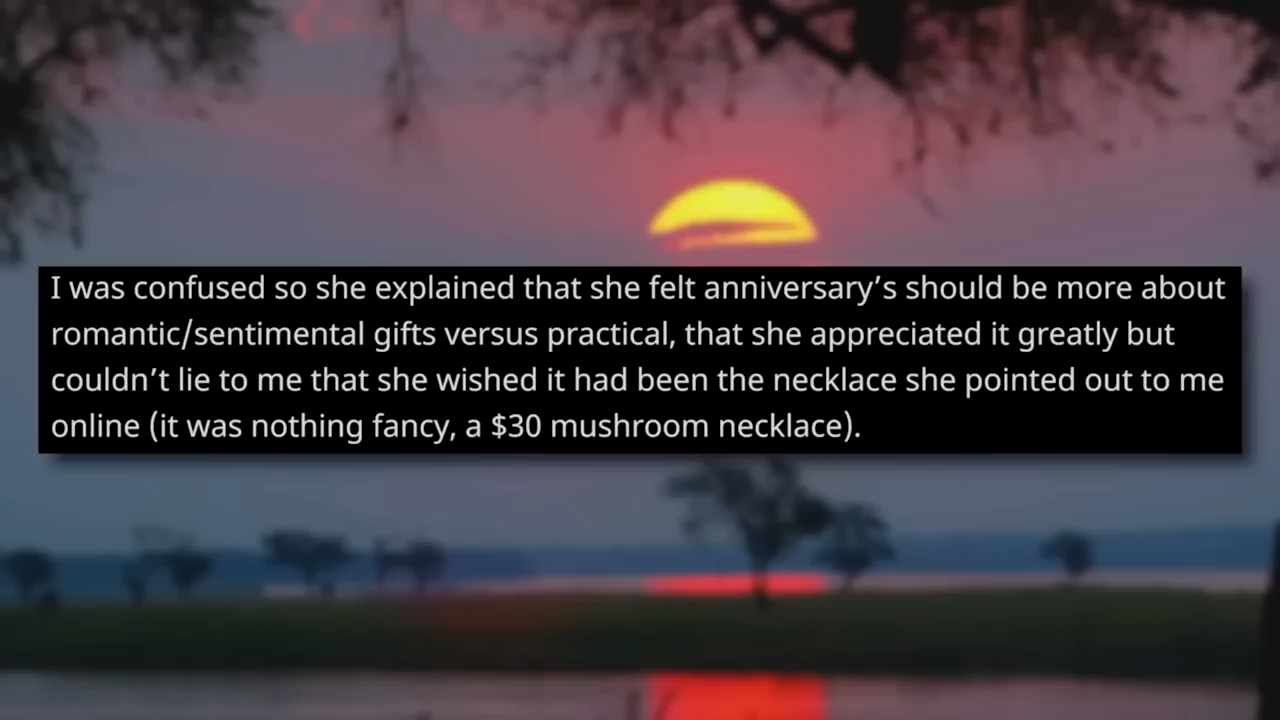 I was confused so she explained that she felt anniversary’s should be more about
romantic/sentimental gifts versus practical, that she appreciated it greatly but
couldn’t lie to me that she wished it had been the necklace she pointed out to me
online (it was nothing fancy, a $30 mushroom necklace).